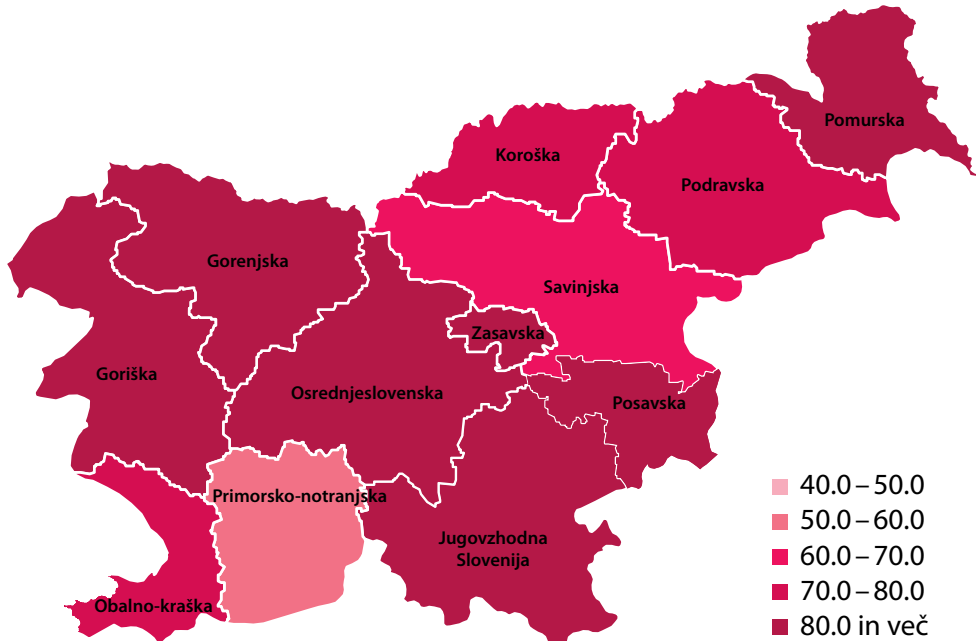 Pomurska
Koroška
Podravska
Gorenjska
Savinjska
Zasavska
Goriška
Osrednjeslovenska
Posavska
Primorsko-notranjska
Jugovzhodna
Slovenija
Obalno-kraška
40.0 – 50.0
50.0 – 60.0
60.0 – 70.0
70.0 – 80.0
80.0 in več